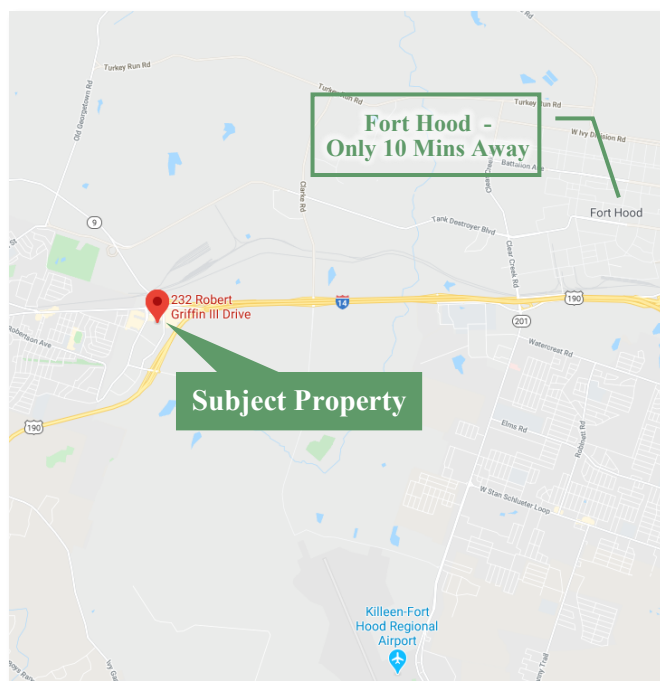 Turkey Run Rd
Turkey Run Rd
Turkey Run Rd
Old Georgetown Rd
Fort Hood -
Only 10 Mins Away
W Ivy Division Rd
Battalion Ave
Clarke Rd
Fort Hood
Tank Destroyer Blvd
9
Clear Creek Rd
232 Robert
Griffin III Drive
14
190
201
Robertson Ave
Watercrest Rd
Subject Property
190
Elms Rd
Robinett Rd
W Stan Schlueter Loop
Killeen-Fort
Hood Regional
Airport